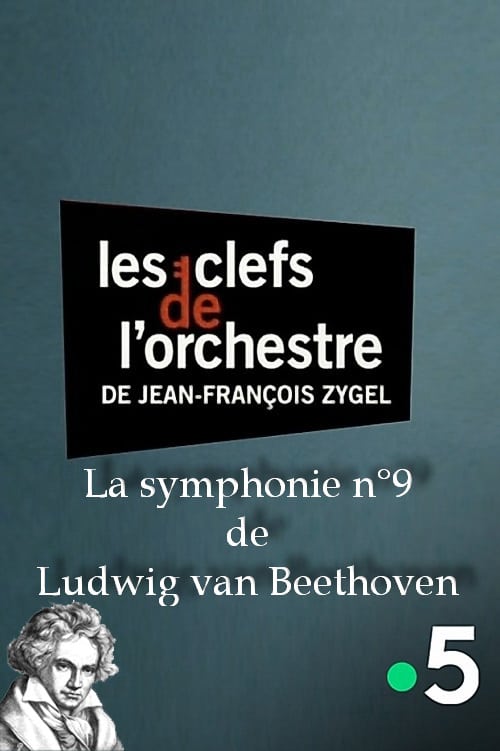 les clefs
de
l'orchestre
DE JEAN-FRANÇOIS ZYGEL
La symphonie n°9
de
Ludwig van Beethoven
5